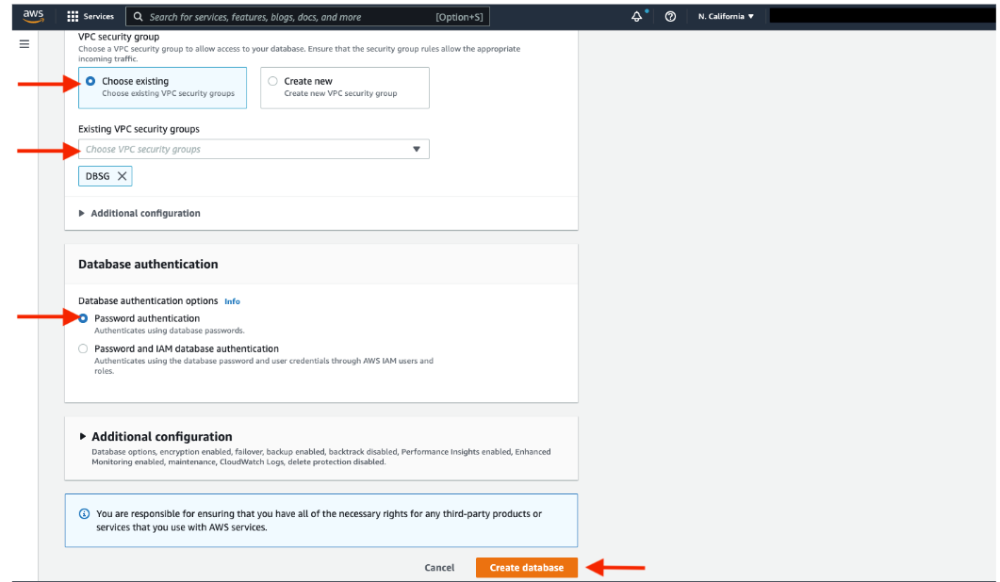 aws
Services
Search for services, features, blogs, docs, and more
[Option+S]
N. California
VPC security group
Choose a VPC security group to allow access to your database. Ensure that the security group rules allow the appropriate
incoming traffic.
Choose existing
Choose existing VPC security groups
Create new
Create new VPC security group
Existing VPC security groups
Choose VPC security groups
DBSG
Additional configuration
Database authentication
Database authentication options Info
Password authentication
Authenticates using database passwords.
Password and IAM database authentication
Authenticates using the database password and user credentials through AWS IAM users and
roles.
Additional configuration
Database options, encryption enabled, failover, backup enabled, backtrack disabled, Performance Insights enabled, Enhanced
Monitoring enabled, maintenance, CloudWatch Logs, delete protection disabled.
You are responsible for ensuring that you have all of the necessary rights for any third-party products or
services that you use with AWS services.
Cancel
Create database